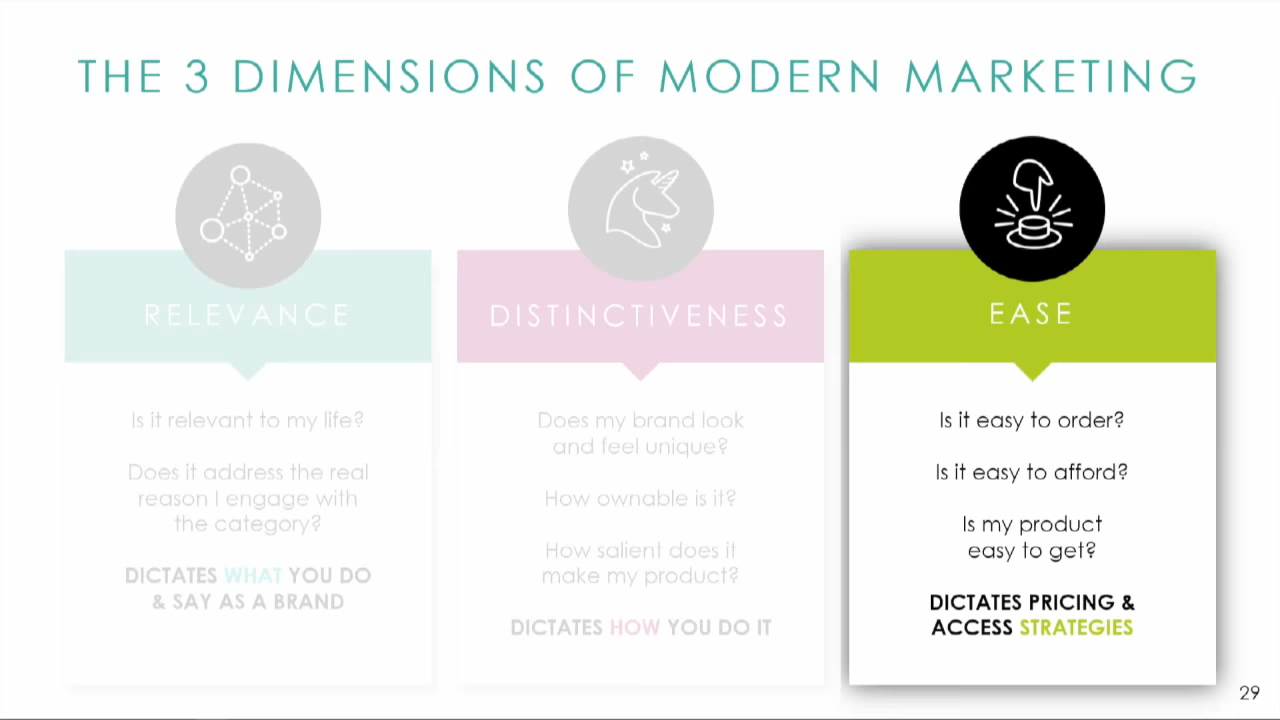 THE 3 DIMENSIONS OF MODERN MARKETING
RELEVANCE
Is it relevant to my life?
Does it address the real
reason I engage with
the category?
DICTATES WHAT YOU DO
& SAY AS A BRAND
DISTINCTIVENESS
Does my brand look
and feel unique?
How ownable is it?
How salient does it
make my product?
DICTATES HOW YOU DO IT
EASE
Is it easy to order?
Is it easy to afford?
Is my product
easy to get?
DICTATES PRICING &
ACCESS STRATEGIES
29